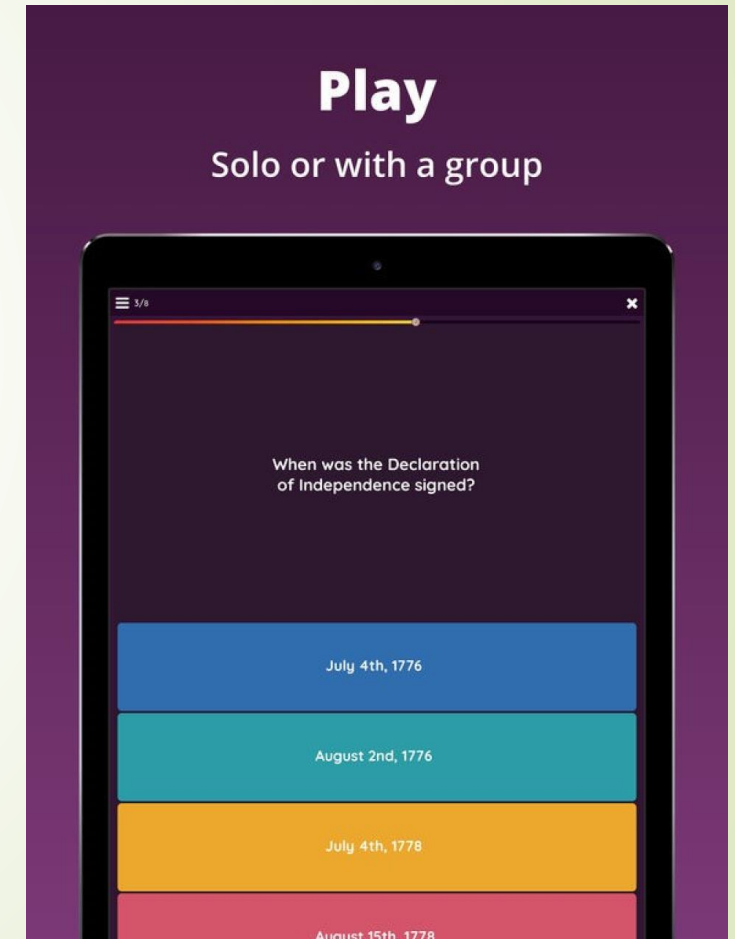 Play
Solo or with a group
3/8
When was the Declaration
of Independence signed?
July 4th, 1776
August 2nd, 1776
July 4th, 1778
August 15th, 1778